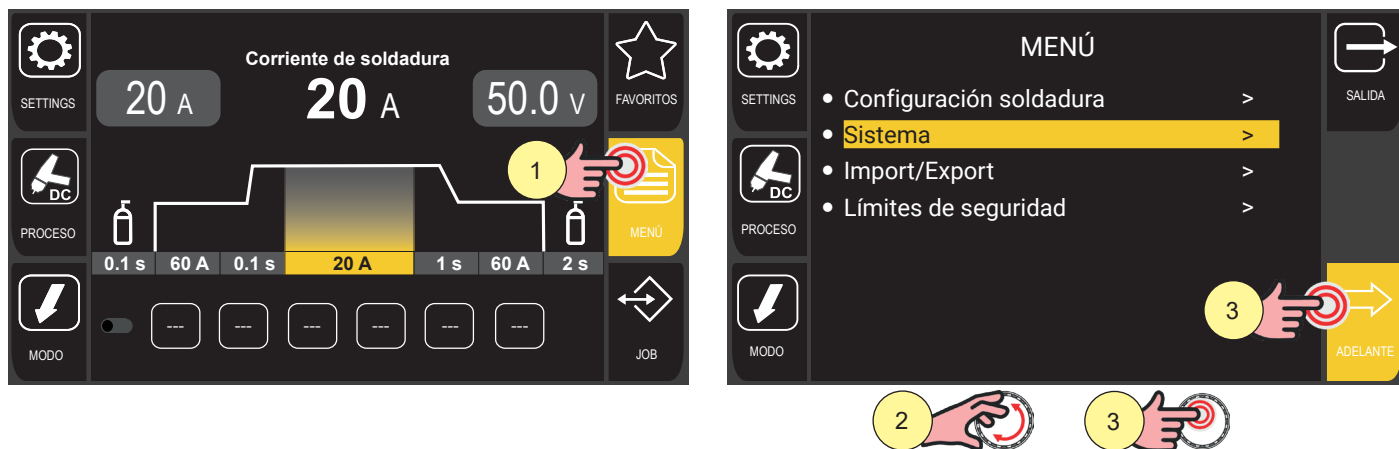 SETTINGS
Corriente de soldadura
20 A
20 A
50.0 V
FAVORITOS
1
PROCESO
DC
MENÚ
0.1 s
60 A
0.1 s
20 A
1 s
60 A
2 s
MODO
---
---
---
---
---
---
JOB
SETTINGS
MENÚ
SALIDA
• Configuración soldadura >
• Sistema >
• Import/Export >
• Límites de seguridad >
DC
PROCESO
3
MODO
ADELANTE
2
3